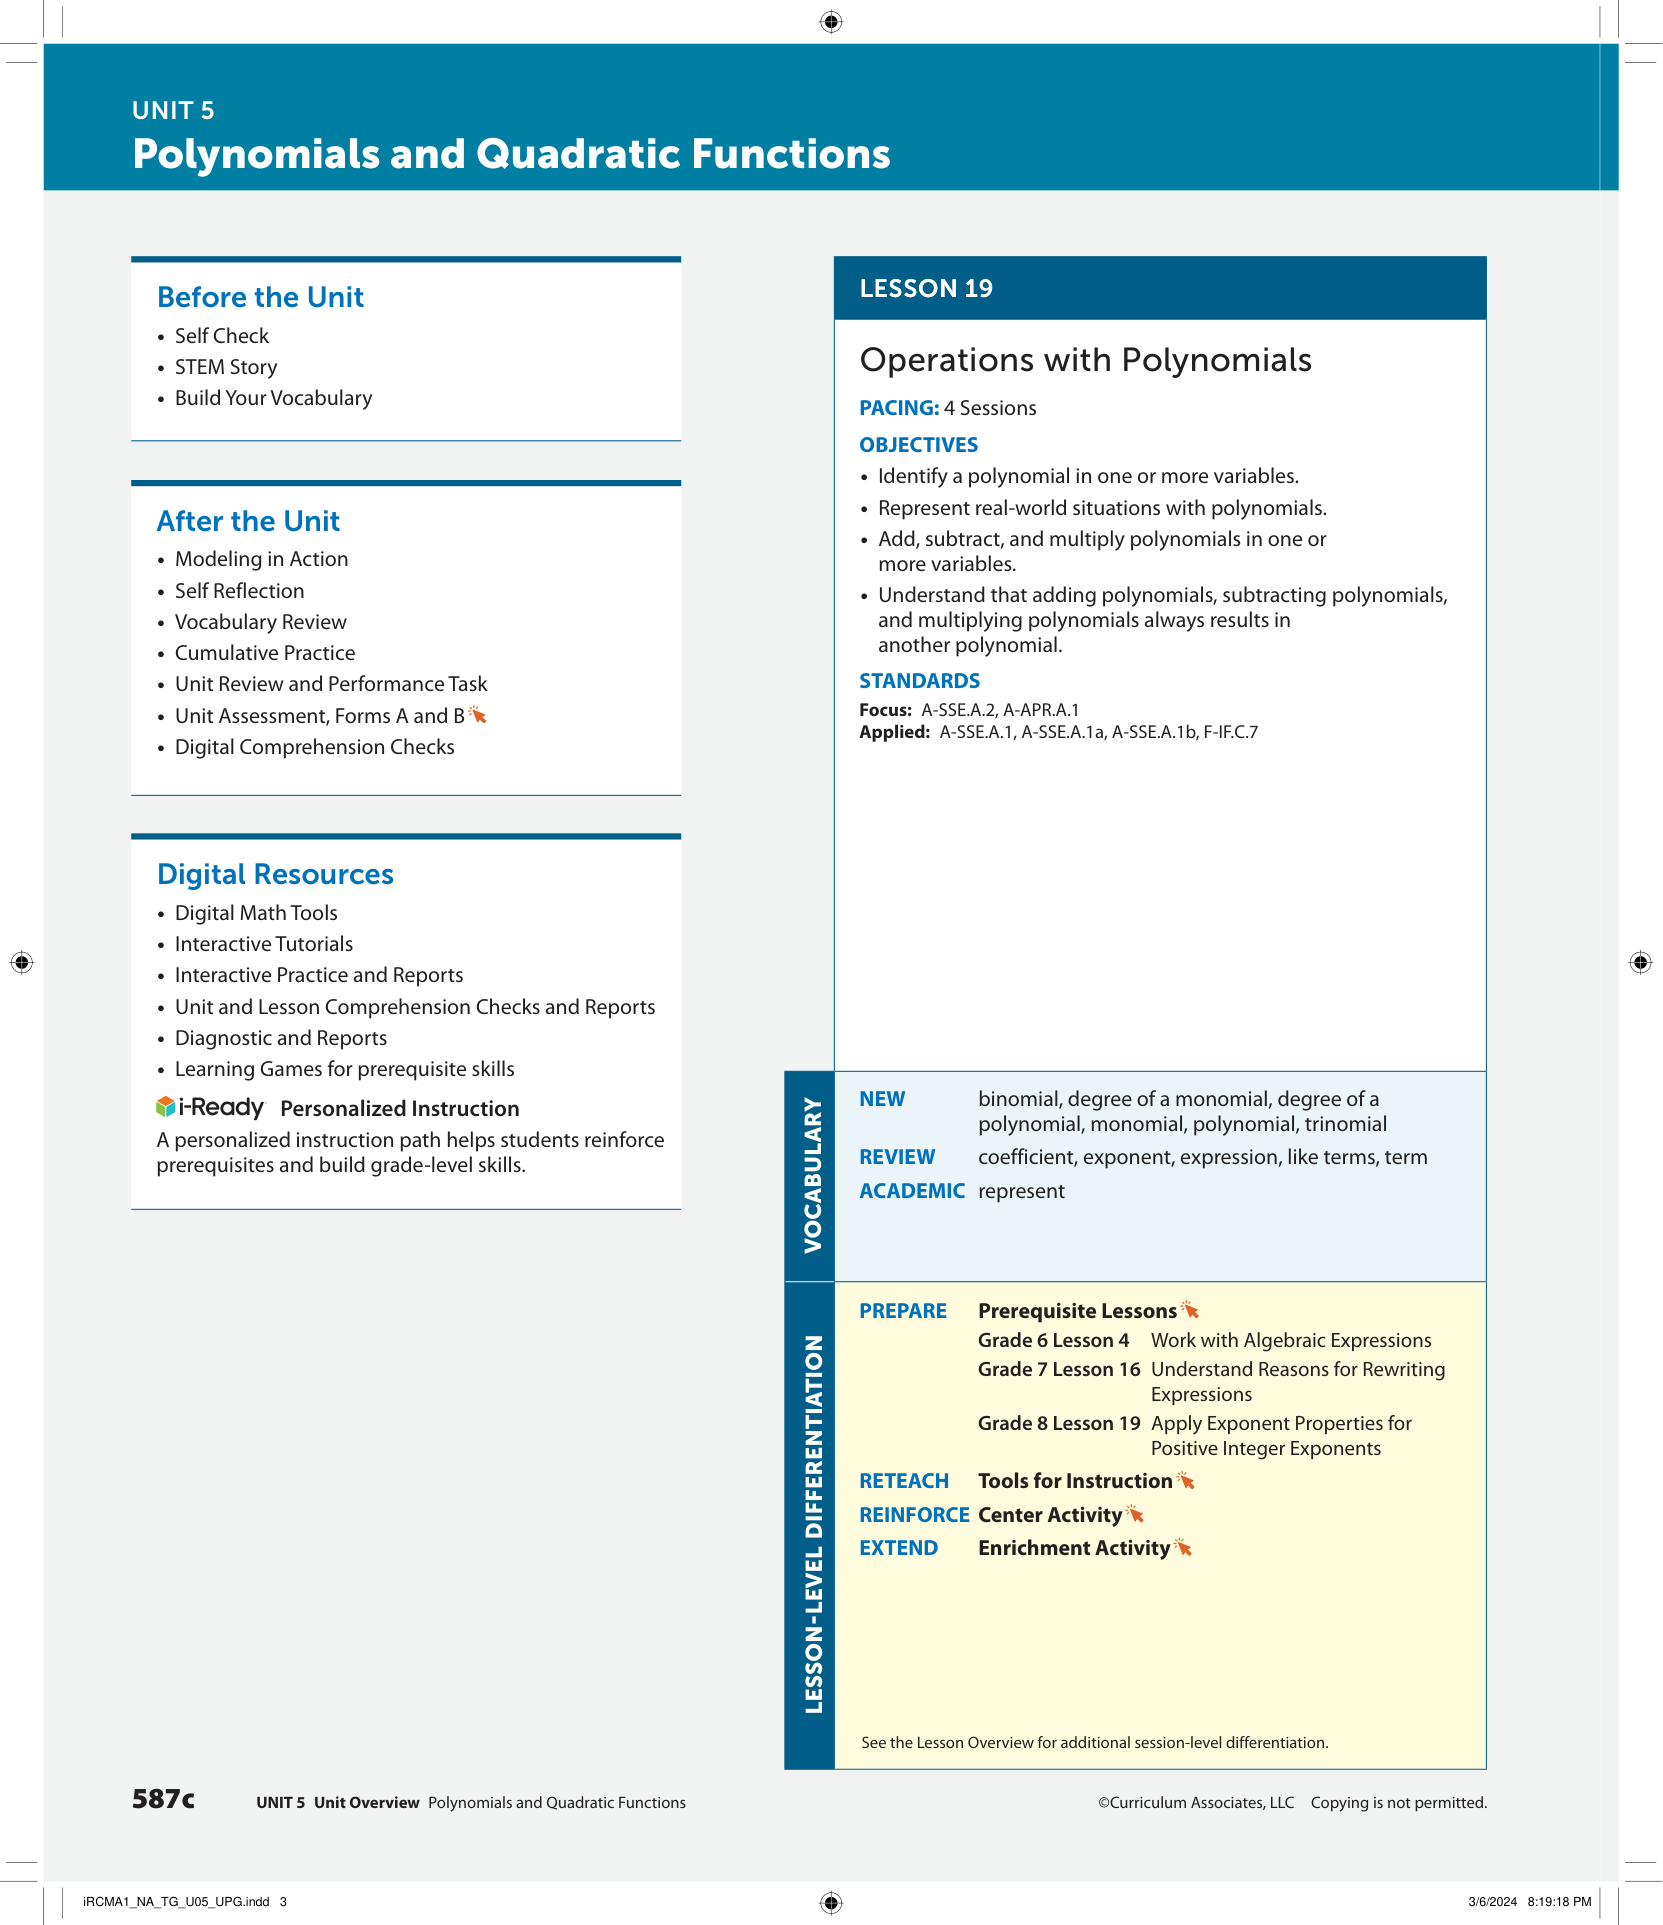 UNIT 5
Polynomials and Quadratic Functions
Before the Unit
• Self Check
• STEM Story
• Build Your Vocabulary
After the Unit
• Modeling in Action
• Self Reflection
• Vocabulary Review
• Cumulative Practice
• Unit Review and Performance Task
• Unit Assessment, Forms A and B
• Digital Comprehension Checks
Digital Resources
• Digital Math Tools
• Interactive Tutorials
• Interactive Practice and Reports
• Unit and Lesson Comprehension Checks and Reports
• Diagnostic and Reports
• Learning Games for prerequisite skills
i-Ready Personalized Instruction
A personalized instruction path helps students reinforce
prerequisites and build grade-level skills.
LESSON 19
Operations with Polynomials
PACING: 4 Sessions
OBJECTIVES
• Identify a polynomial in one or more variables.
• Represent real-world situations with polynomials.
• Add, subtract, and multiply polynomials in one or
more variables.
• Understand that adding polynomials, subtracting polynomials,
and multiplying polynomials always results in
another polynomial.
STANDARDS
Focus: A-SSE.A.2, A-APR.A.1
Applied: A-SSE.A.1, A-SSE.A.1a, A-SSE.A.1b, F-IF.C.7
VOCABULARY
NEW binomial, degree of a monomial, degree of a
polynomial, monomial, polynomial, trinomial
REVIEW coefficient, exponent, expression, like terms, term
ACADEMIC represent
LESSON-LEVEL DIFFERENTIATION
PREPARE Prerequisite Lessons
Grade 6 Lesson 4 Work with Algebraic Expressions
Grade 7 Lesson 16 Understand Reasons for Rewriting
Expressions
Grade 8 Lesson 19 Apply Exponent Properties for
Positive Integer Exponents
RETEACH Tools for Instruction
REINFORCE Center Activity
EXTEND Enrichment Activity
See the Lesson Overview for additional session-level differentiation.
587c UNIT 5 Unit Overview Polynomials and Quadratic Functions
©Curriculum Associates, LLC Copying is not permitted.
iRCMA1_NA_TG_U05_UPG.indd 3
3/6/2024 8:19:18 PM